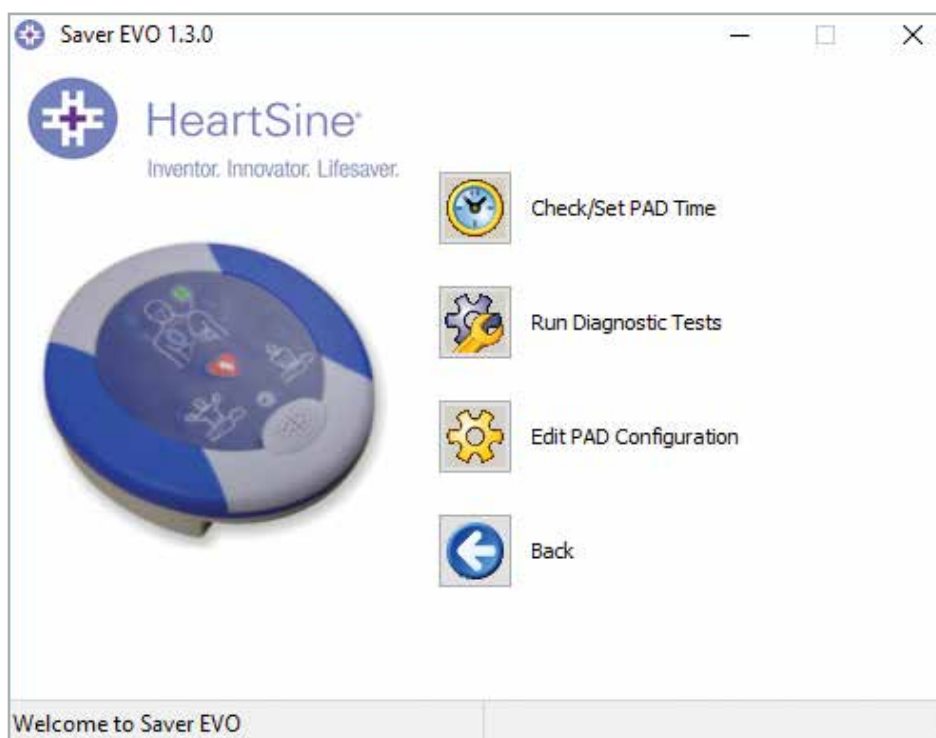 Saver EVO 1.3.0
HeartSine®
Inventor. Innovator. Lifesaver.
Check/Set PAD Time
Run Diagnostic Tests
Edit PAD Configuration
Back
Welcome to Saver EVO